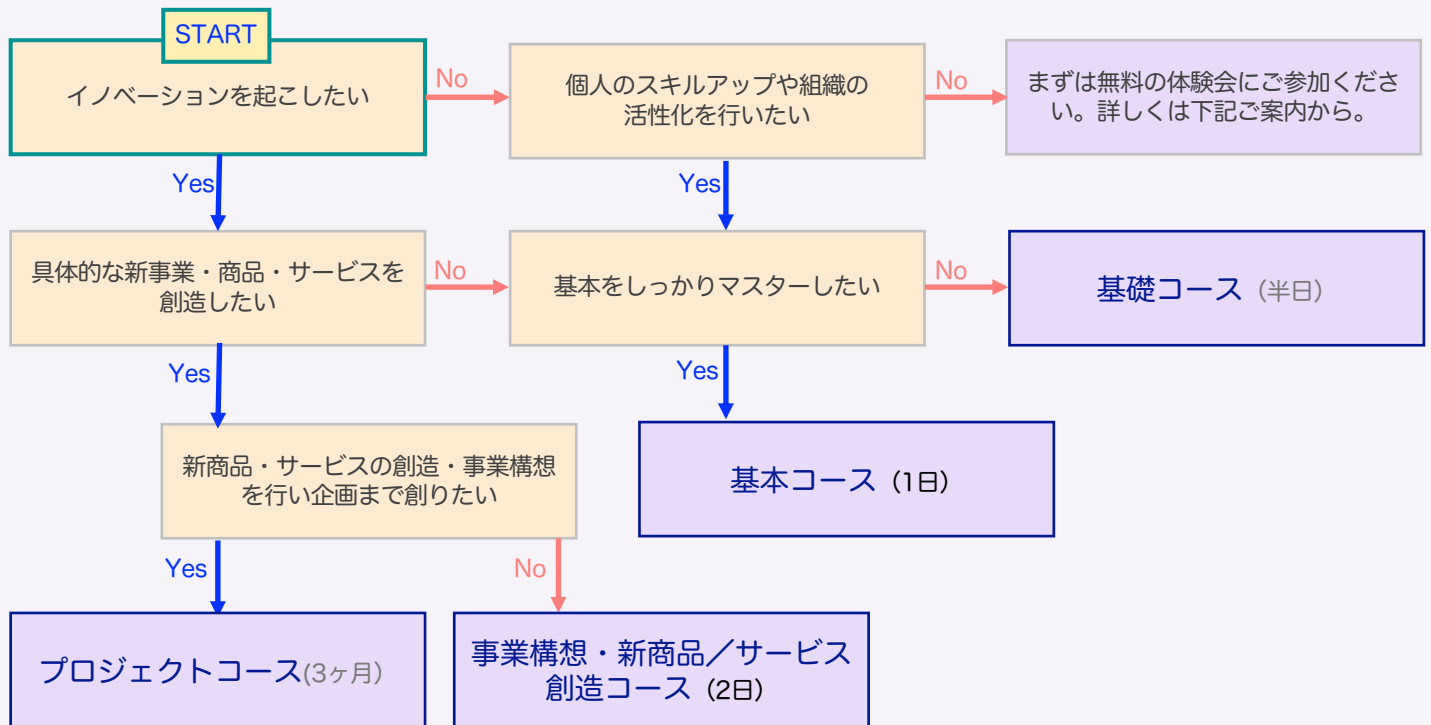 START
イノベーションを起こしたい
No
個人のスキルアップや組織の
活性化を行いたい
No
まずは無料の体験会にご参加くださ
い。詳しくは下記ご案内から。
Yes
Yes
具体的な新事業・商品・サービスを
創造したい
No
基本をしっかりマスターしたい
No
基礎コース（半日）
Yes
Yes
新商品・サービスの創造・事業構想
を行い企画まで創りたい
基本コース（1日）
Yes
No
プロジェクトコース(3ヶ月）
事業構想・新商品／サービス
創造コース（2日）